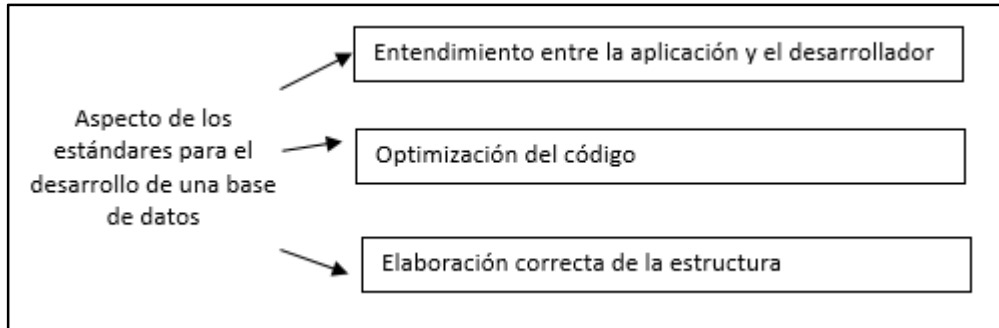 Aspecto de los
estándares para el
desarrollo de una base
de datos
Entendimiento entre la aplicación y el desarrollador
Optimización del código
Elaboración correcta de la estructura